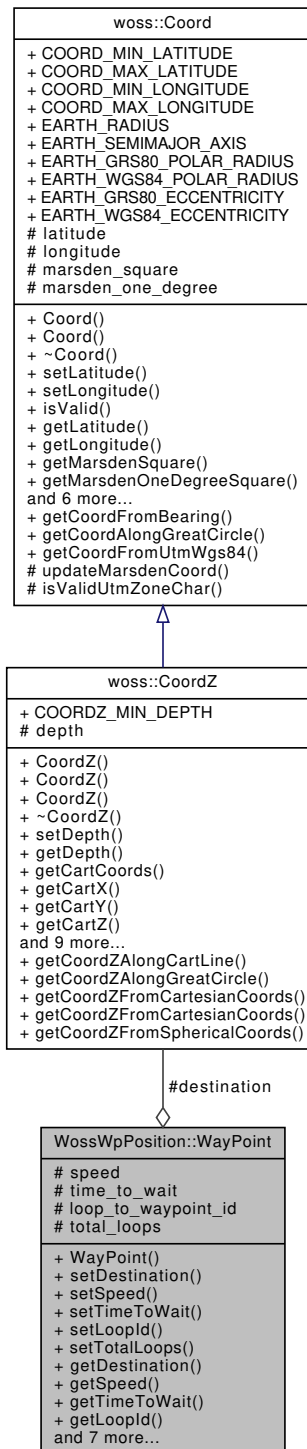 woss::Coord
+ COORD_MIN_LATITUDE
+ COORD_MAX_LATITUDE
+ COORD_MIN_LONGITUDE
+ COORD_MAX_LONGITUDE
+ EARTH_RADIUS
+ EARTH_SEMIMAJOR_AXIS
+ EARTH_GRS80_POLAR_RADIUS
+ EARTH_WGS84_POLAR_RADIUS
+ EARTH_GRS80_ECCENTRICITY
+ EARTH_WGS84_ECCENTRICITY
# latitude
# longitude
# marsden_square
# marsden_one_degree
+ Coord()
+ Coord()
+ ~Coord()
+ setLatitude()
+ setLongitude()
+ isValid()
+ getLatitude()
+ getLongitude()
+ getMarsdenSquare()
+ getMarsdenOneDegreeSquare()
and 6 more...
+ getCoordFromBearing()
+ getCoordAlongGreatCircle()
+ getCoordFromUtmWgs84()
# updateMarsdenCoord()
# isValidUtmZoneChar()
woss::CoordZ
+ COORDZ_MIN_DEPTH
# depth
+ CoordZ()
+ CoordZ()
+ CoordZ()
+ ~CoordZ()
+ setDepth()
+ getDepth()
+ getCartCoords()
+ getCartX()
+ getCartY()
+ getCartZ()
and 9 more...
+ getCoordZAlongCartLine()
+ getCoordZAlongGreatCircle()
+ getCoordZFromCartesianCoords()
+ getCoordZFromCartesianCoords()
+ getCoordZFromSphericalCoords()
#destination
WossWpPosition::WayPoint
# speed
# time_to_wait
# loop_to_waypoint_id
# total_loops
+ WayPoint()
+ setDestination()
+ setSpeed()
+ setTimeToWait()
+ setLoopId()
+ setTotalLoops()
+ getDestination()
+ getSpeed()
+ getTimeToWait()
+ getLoopId()
and 7 more...